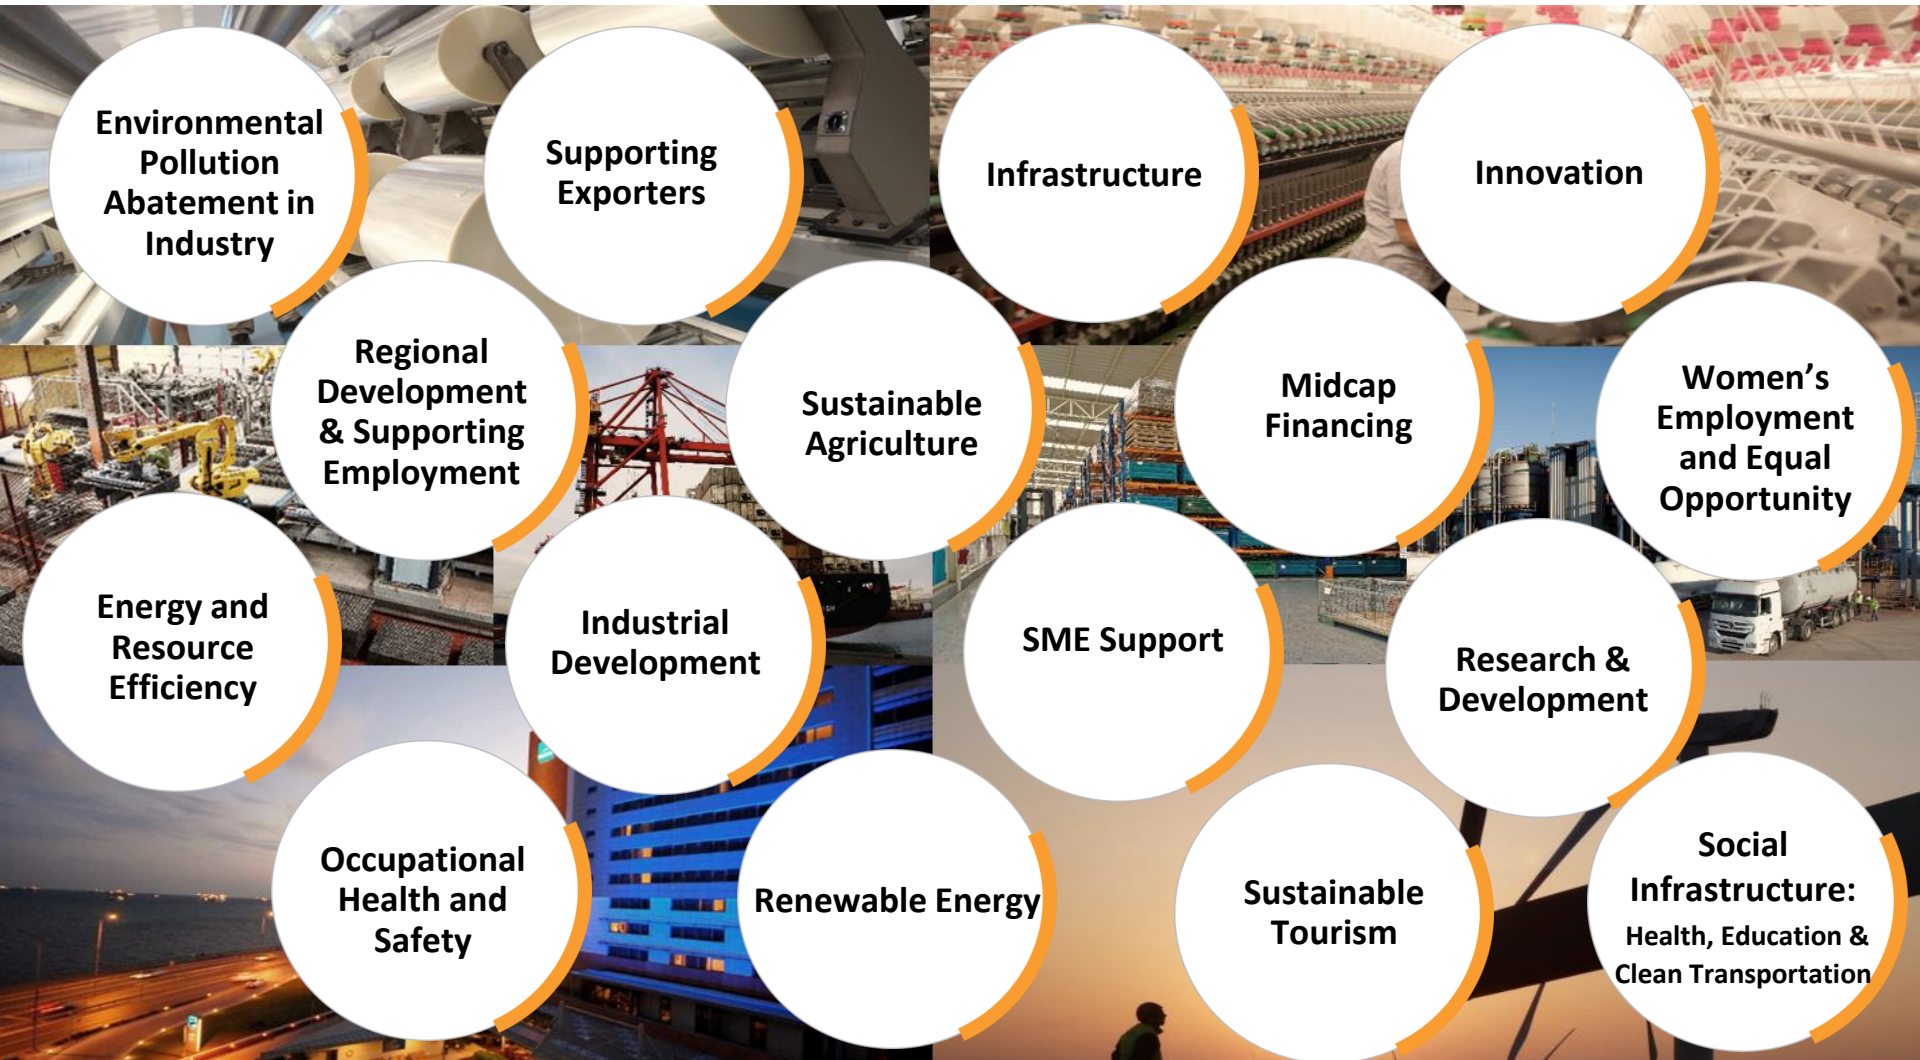 Environmental
Pollution
Abatement in
Industry
Supporting
Exporters
Infrastructure
Innovation
Regional
Development
& Supporting
Employment
Sustainable
Agriculture
Midcap
Financing
Women’s
Employment
and Equal
Opportunity
Energy and
Resource
Efficiency
Industrial
Development
SME Support
Research &
Development
Occupational
Health and
Safety
Renewable Energy
Sustainable
Tourism
Social
Infrastructure:
Health, Education &
Clean Transportation